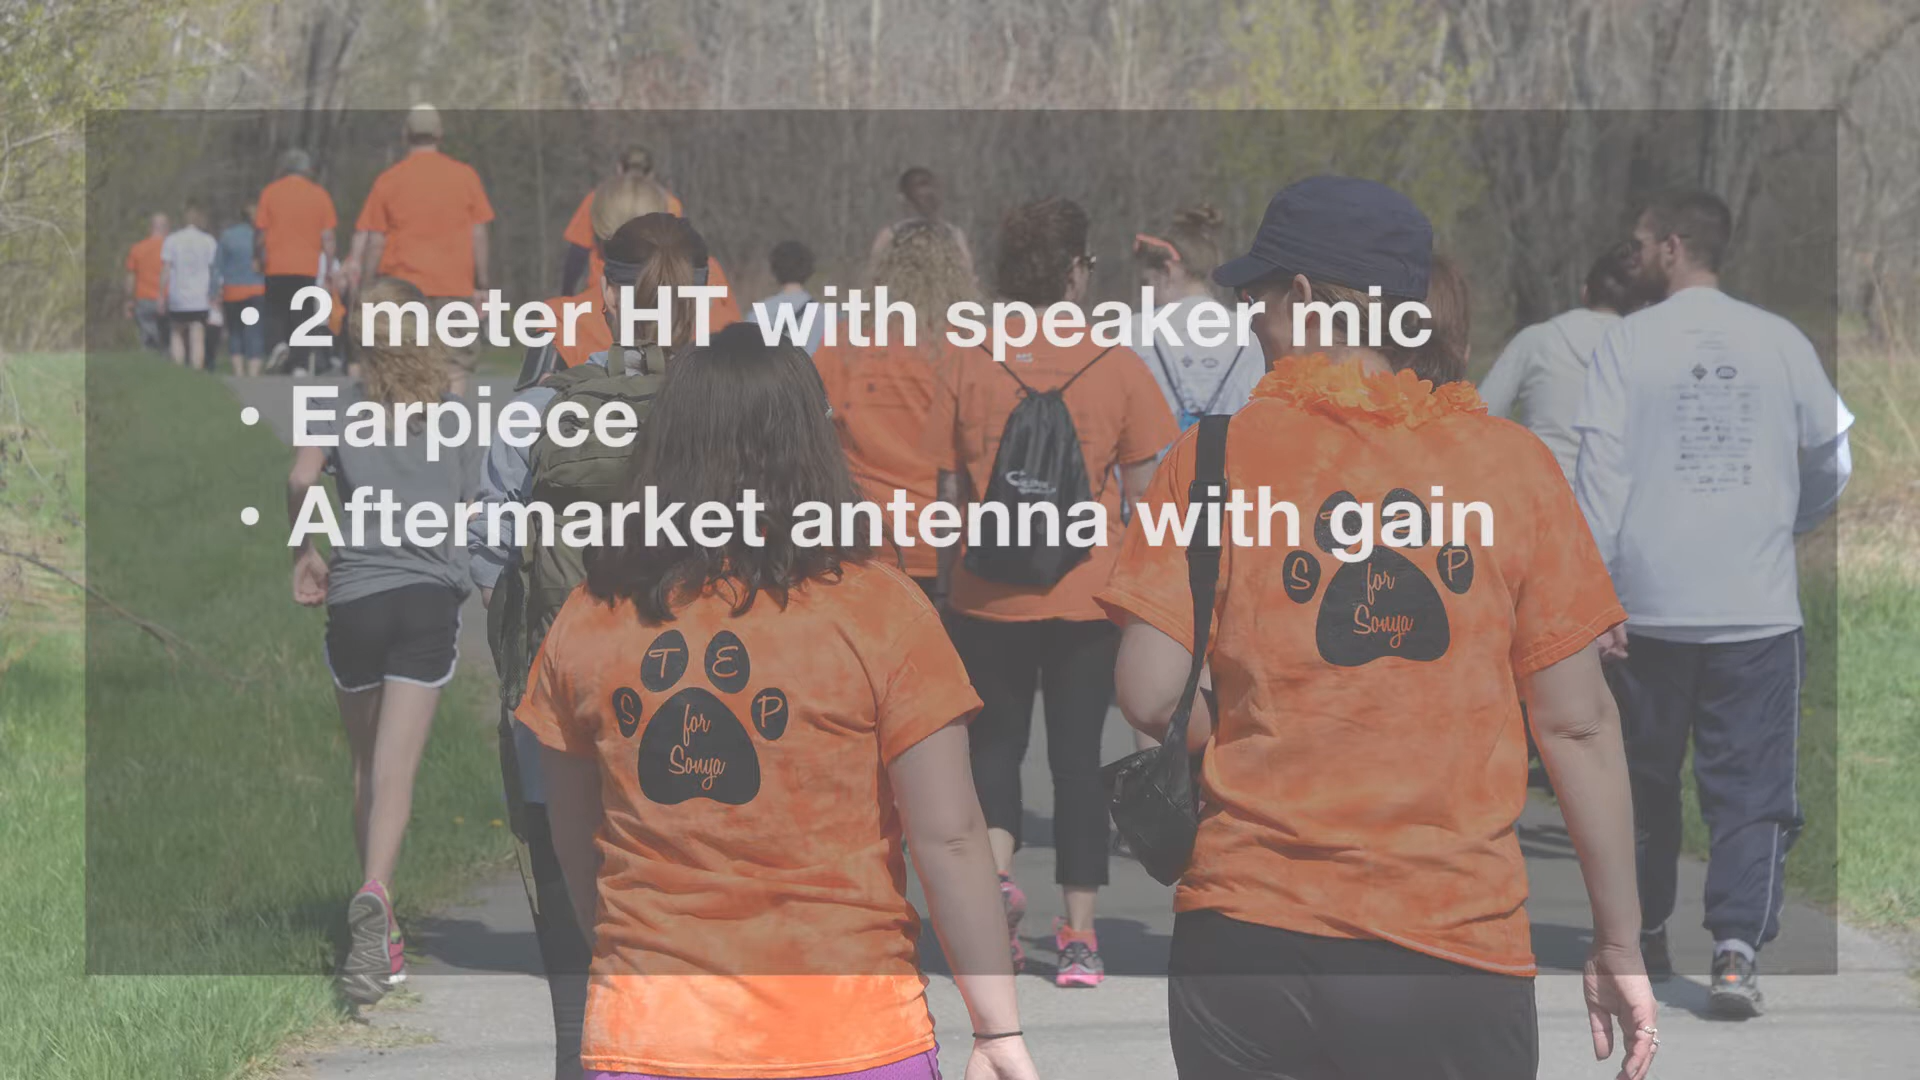 • 2 meter HT with speaker mic
• Earpiece
• Aftermarket antenna with gain
T E
S for P
Sonya
S P
for
Sonya